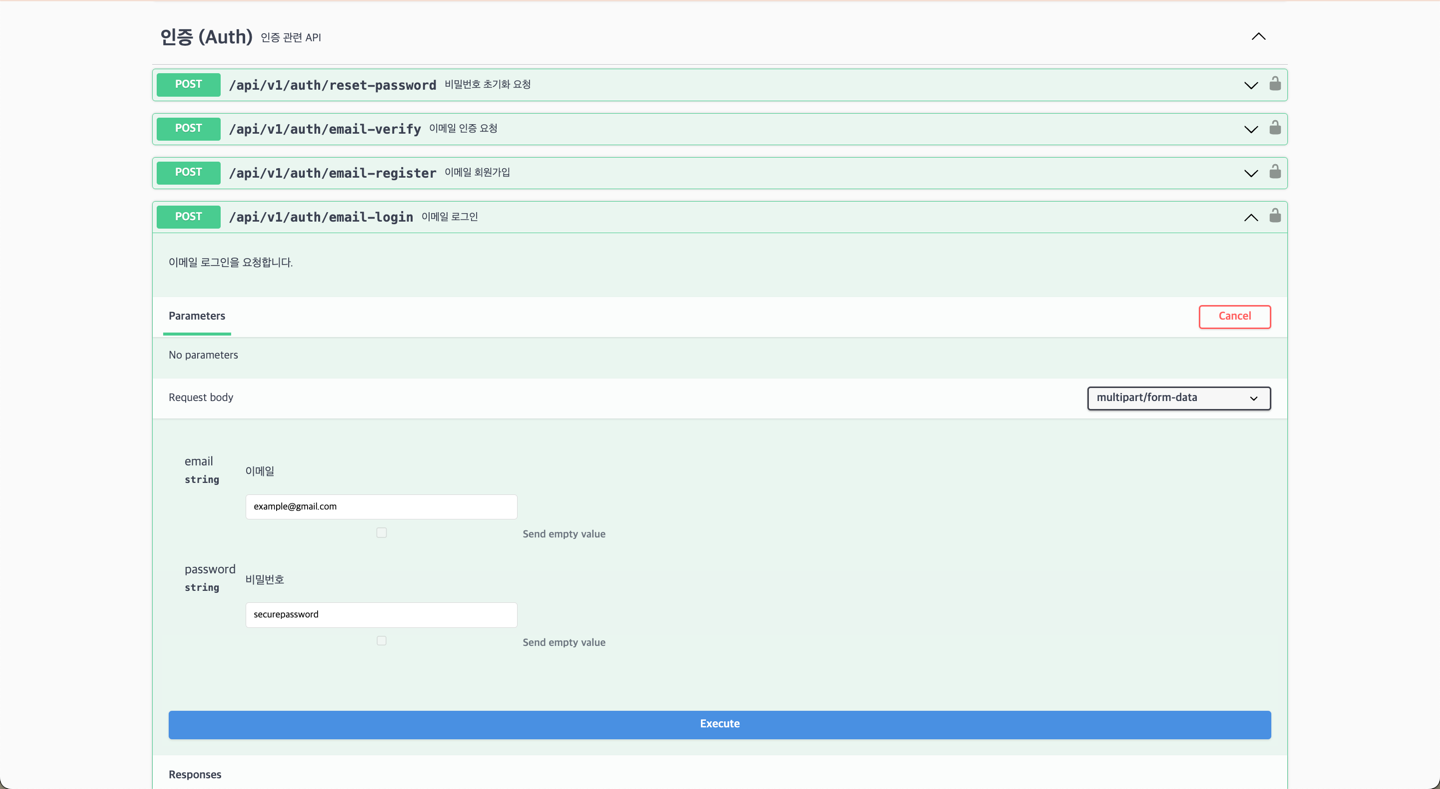 인증 (Auth) 인증 관련 API
POST /api/v1/auth/reset-password 비밀번호 초기화 요청
POST /api/v1/auth/email-verify 이메일 인증 요청
POST /api/v1/auth/email-register 이메일 회원가입
POST /api/v1/auth/email-login 이메일 로그인
이메일 로그인을 요청합니다.
Parameters Cancel
No parameters
Request body multipart/form-data
email 이메일
string
example@gmail.com
Send empty value
password 비밀번호
string
securepassword
Send empty value
Execute
Responses